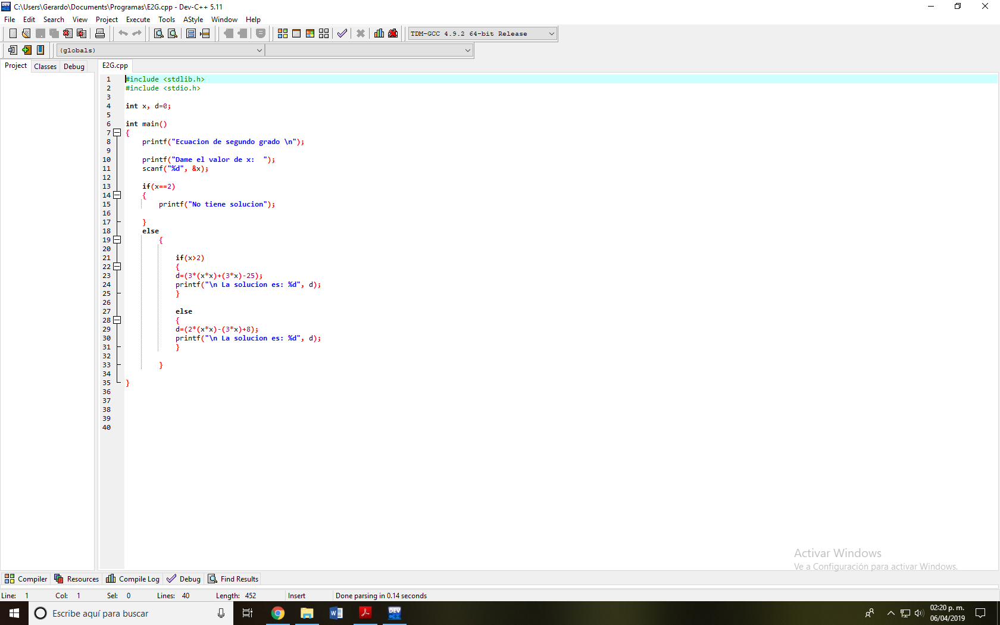 C:\Users\Gerardo\Documents\Programas\E2G.cpp - Dev-C++ 5.11
File Edit Search View Project Execute Tools AStyle Window Help
TDM-GCC 4.9.2 64-bit Release
(globals)
Project Classes Debug E2G.cpp
1 #include <stdlib.h>
2 #include <stdio.h>
3
4 int x, d=0;
5
6 int main()
7 {
8 printf("Ecuacion de segundo grado \n");
9
10 printf("Dame el valor de x:  ");
11 scanf("%d", &x);
12
13 if(x==2)
14 {
15 printf("No tiene solucion");
16
17 }
18 else
19 {
20
21 if(x>2)
22 {
23 d=(3*(x*x)+(3*x)-25);
24 printf("\n La solucion es: %d", d);
25 }
26
27 else
28 {
29 d=(2*(x*x)-(3*x)+8);
30 printf("\n La solucion es: %d", d);
31 }
32
33 }
34
35 }
36
37
38
39
40
Activar Windows
Ve a Configuración para activar Windows.
Compiler Resources Compile Log Debug Find Results
Line: 1 Col: 1 Sel: 0 Lines: 40 Length: 452 Insert Done parsing in 0.14 seconds
Escribe aquí para buscar
DEV
02:20 p. m.
06/04/2019